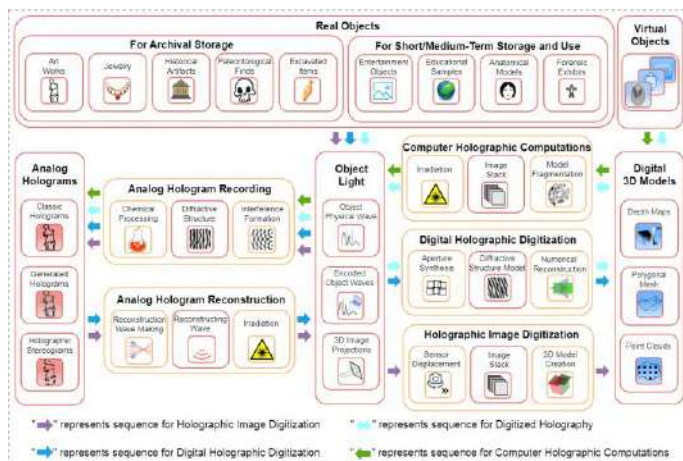 Real Objects
For Archival Storage
Art
Works
Jewelry
Historical
Artifacts
Paleontological
Finds
Excavated
Items
For Short/Medium-Term Storage and Use
Entertainment
Objects
Educational
Samples
Anatomical
Models
Forensic
Exhibits
Virtual
Objects
Analog
Holograms
Classic
Holograms
Generated
Holograms
Holographic
Stereograms
Analog Hologram Recording
Chemical
Processing
Diffractive
Structure
Interference
Formation
Analog Hologram Reconstruction
Reconstruction
Wave Making
Reconstructing
Wave
Irradiation
Object
Light
Object
Physical Wave
Encoded
Object Waves
3D Image
Projections
Computer Holographic Computations
Irradiation
Image
Stack
Model
Fragmentation
Digital Holographic Digitization
Aperture
Synthesis
Diffractive
Structure Model
Numerical
Reconstruction
Holographic Image Digitization
Sensor
Displacement
Image
Stack
3D Model
Creation
Digital
3D Models
Depth Maps
Polygonal
Mesh
Point Clouds
" " represents sequence for Holographic Image Digitization
" " represents sequence for Digitized Holography
" " represents sequence for Digital Holographic Digitization
" " represents sequence for Computer Holographic Computations